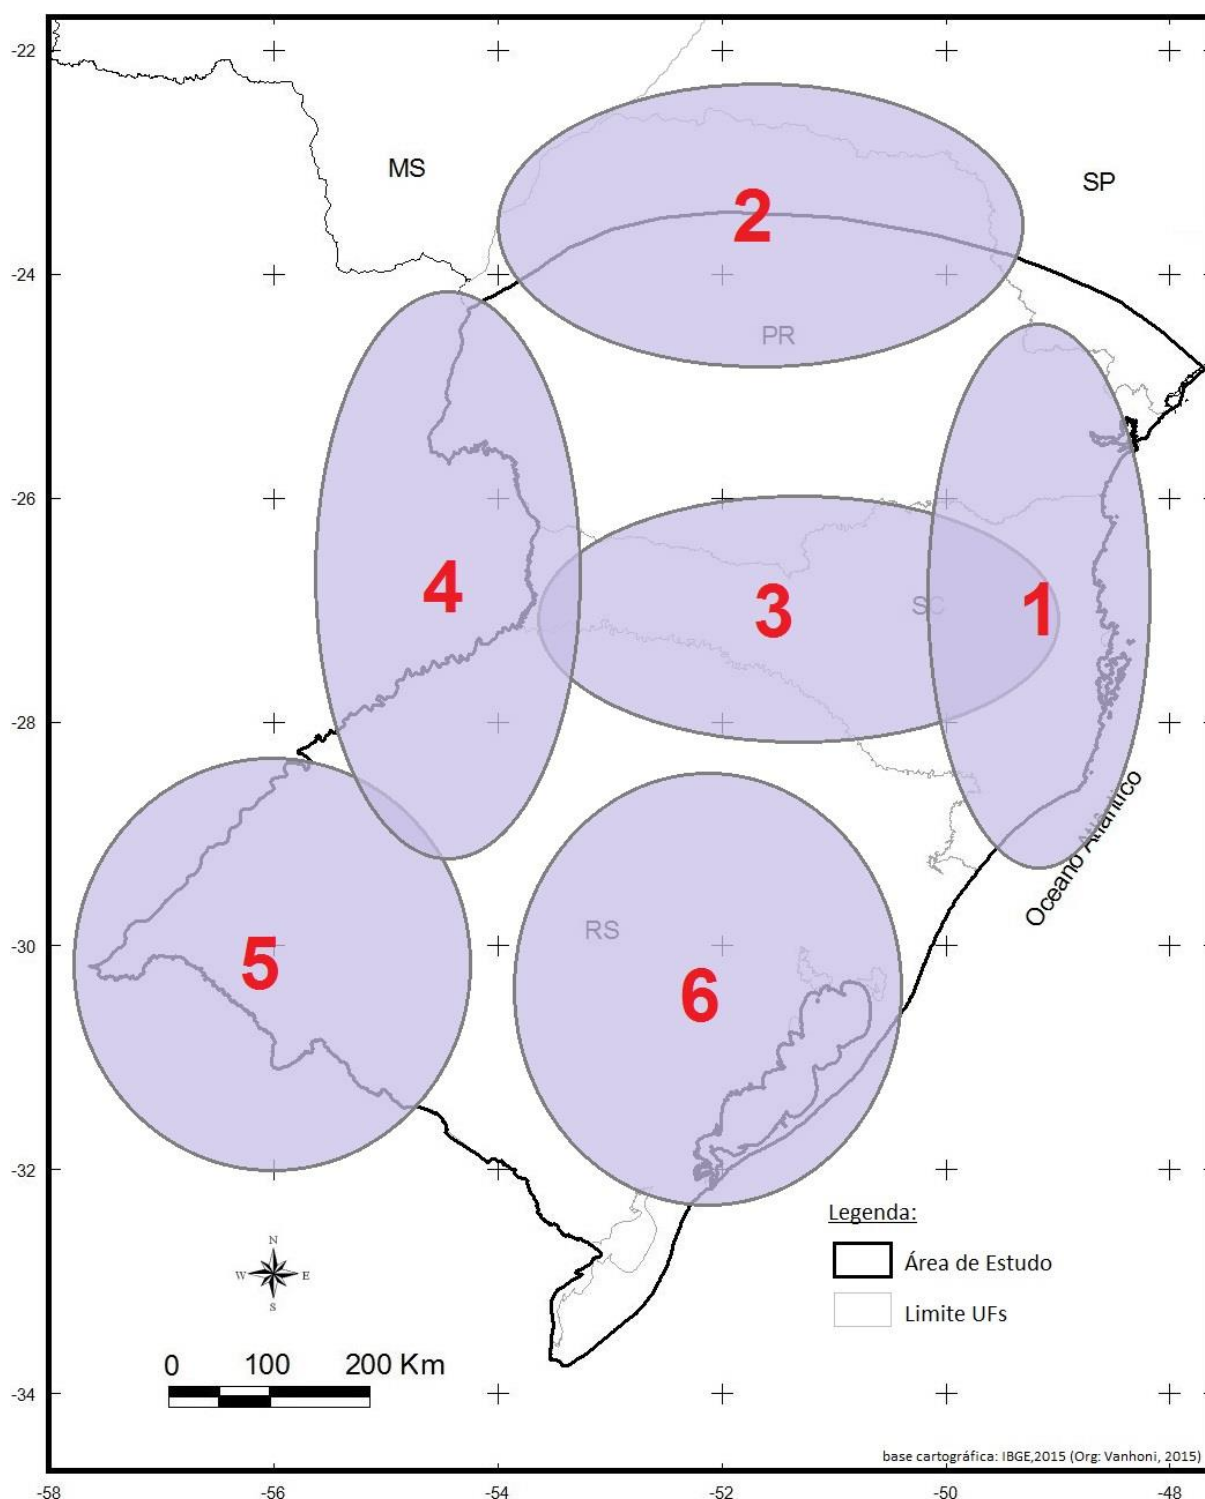 -22
MS
SP
2
-24
PR
-26
4
3
SC
1
-28
Oceano Atlântico
RS
-30
5
6
-32
Legenda:
N
W E
S
Área de Estudo
Limite UFs
0 100 200 Km
-34
base cartográfica: IBGE,2015 (Org: Vanhoni, 2015)
-58 -56 -54 -52 -50 -48